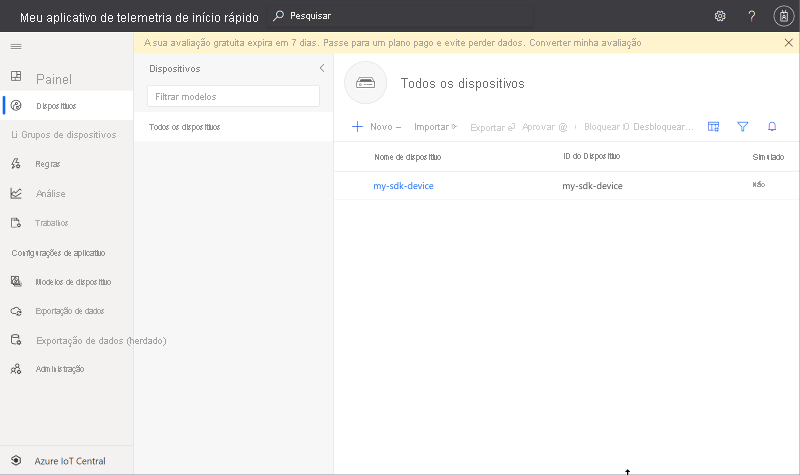 Meu aplicativo de telemetria de início rápido
Pesquisar
A sua avaliação gratuita expira em 7 dias. Passe para um plano pago e evite perder dados. Converter minha avaliação
Painel
Dispositivos
Grupos de dispositivos
Regras
Análise
Trabalhos
Configurações de aplicativo
Modelos de dispositivo
Exportação de dados
Exportação de dados (herdado)
Administração
Azure IoT Central
Dispositivos
Filtrar modelos
Todos os dispositivos
Todos os dispositivos
Novo
Importar
Exportar
Aprovar
Bloquear
Desbloquear...
Nome de dispositivo ID do Dispositivo Simulado
my-sdk-device my-sdk-device Não